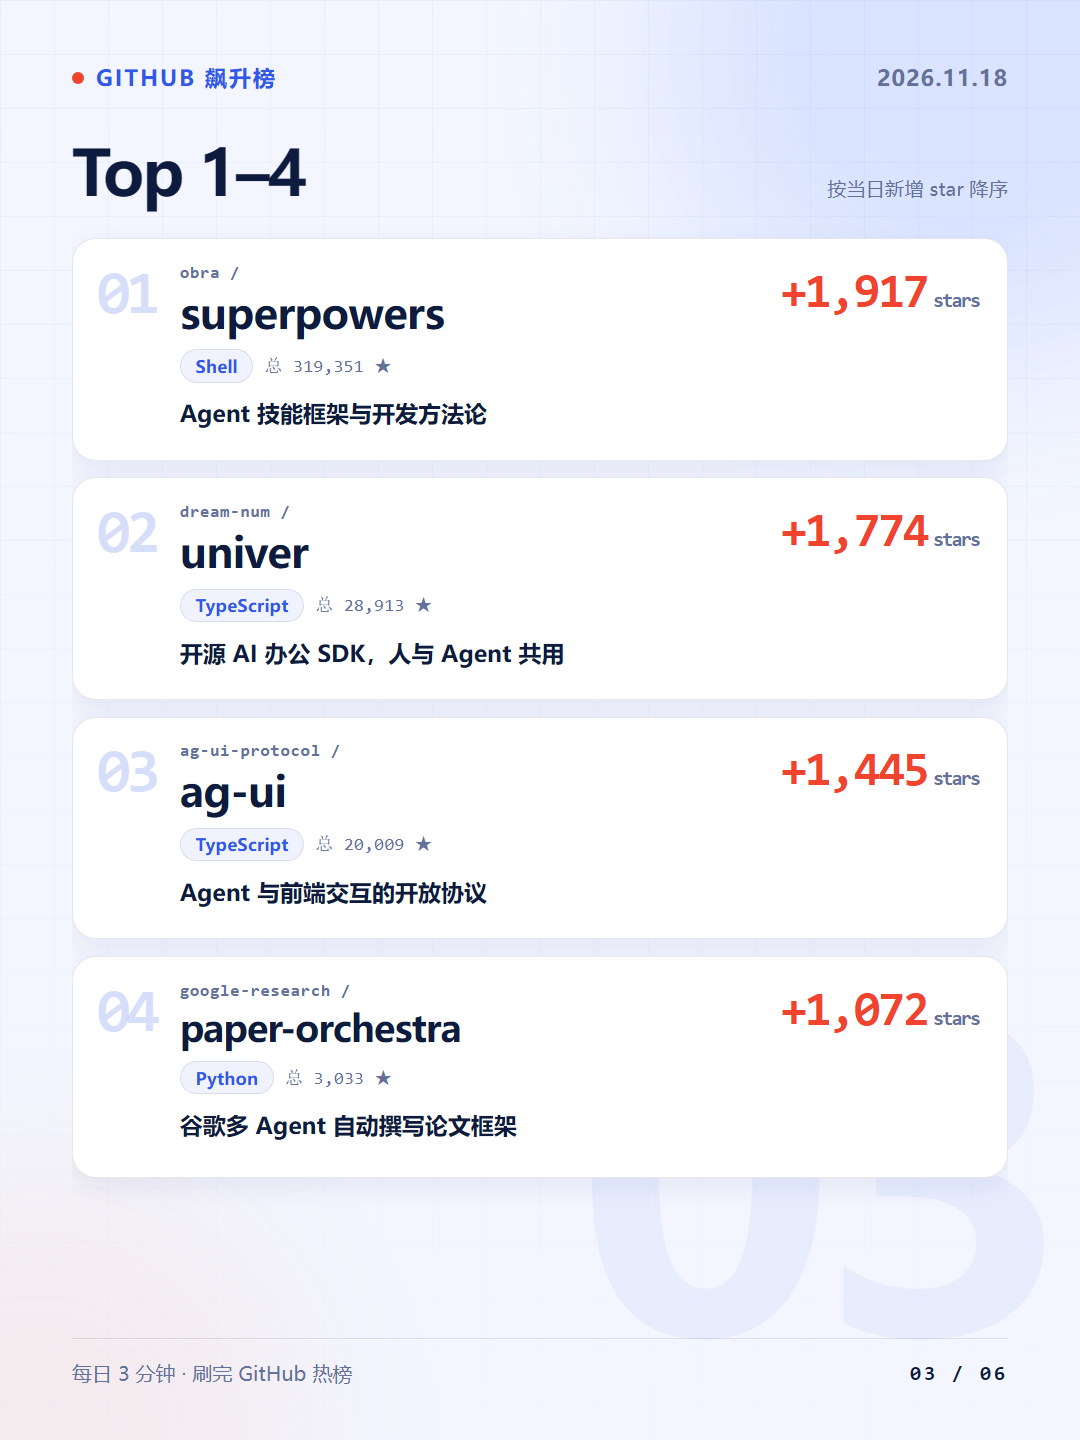 GITHUB 飙升榜
2026.11.18
Top 1–4
按当日新增 star 降序
01
obra /
superpowers
+1,917 stars
Shell 总 319,351 ★
Agent 技能框架与开发方法论
02
dream-num /
univer
+1,774 stars
TypeScript 总 28,913 ★
开源 AI 办公 SDK，人与 Agent 共用
03
ag-ui-protocol /
ag-ui
+1,445 stars
TypeScript 总 20,009 ★
Agent 与前端交互的开放协议
04
google-research /
paper-orchestra
+1,072 stars
Python 总 3,033 ★
谷歌多 Agent 自动撰写论文框架
03
每日 3 分钟 · 刷完 GitHub 热榜
03 / 06